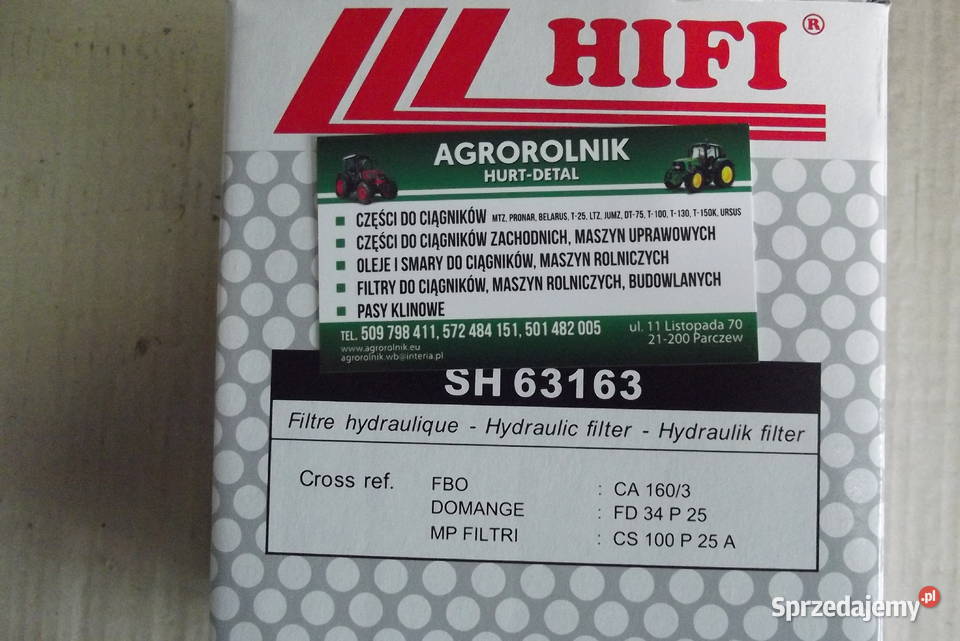 HIFI ®
AGROROLNIK
HURT-DETAL
CZĘŚCI DO CIĄGNIKÓW MTZ, PRONAR, BELARUS, T-25, LTZ, JUMZ, DT-75, T-100, T-130, T-150K, URSUS
CZĘŚCI DO CIĄGNIKÓW ZACHODNICH, MASZYN UPRAWOWYCH
OLEJE I SMARY DO CIĄGNIKÓW, MASZYN ROLNICZYCH
FILTRY DO CIĄGNIKÓW, MASZYN ROLNICZYCH, BUDOWLANYCH
PASY KLINOWE
TEL. 509 798 411, 572 484 151, 501 482 005
ul. 11 Listopada 70
www.agrorolnik.eu
21-200 Parczew
agrorolnik.wb@interia.pl
SH 63163
Filtre hydraulique - Hydraulic filter - Hydraulik filter
Cross ref. FBO : CA 160/3
DOMANGE : FD 34 P 25
MP FILTRI : CS 100 P 25 A
Sprzedajemy.pl